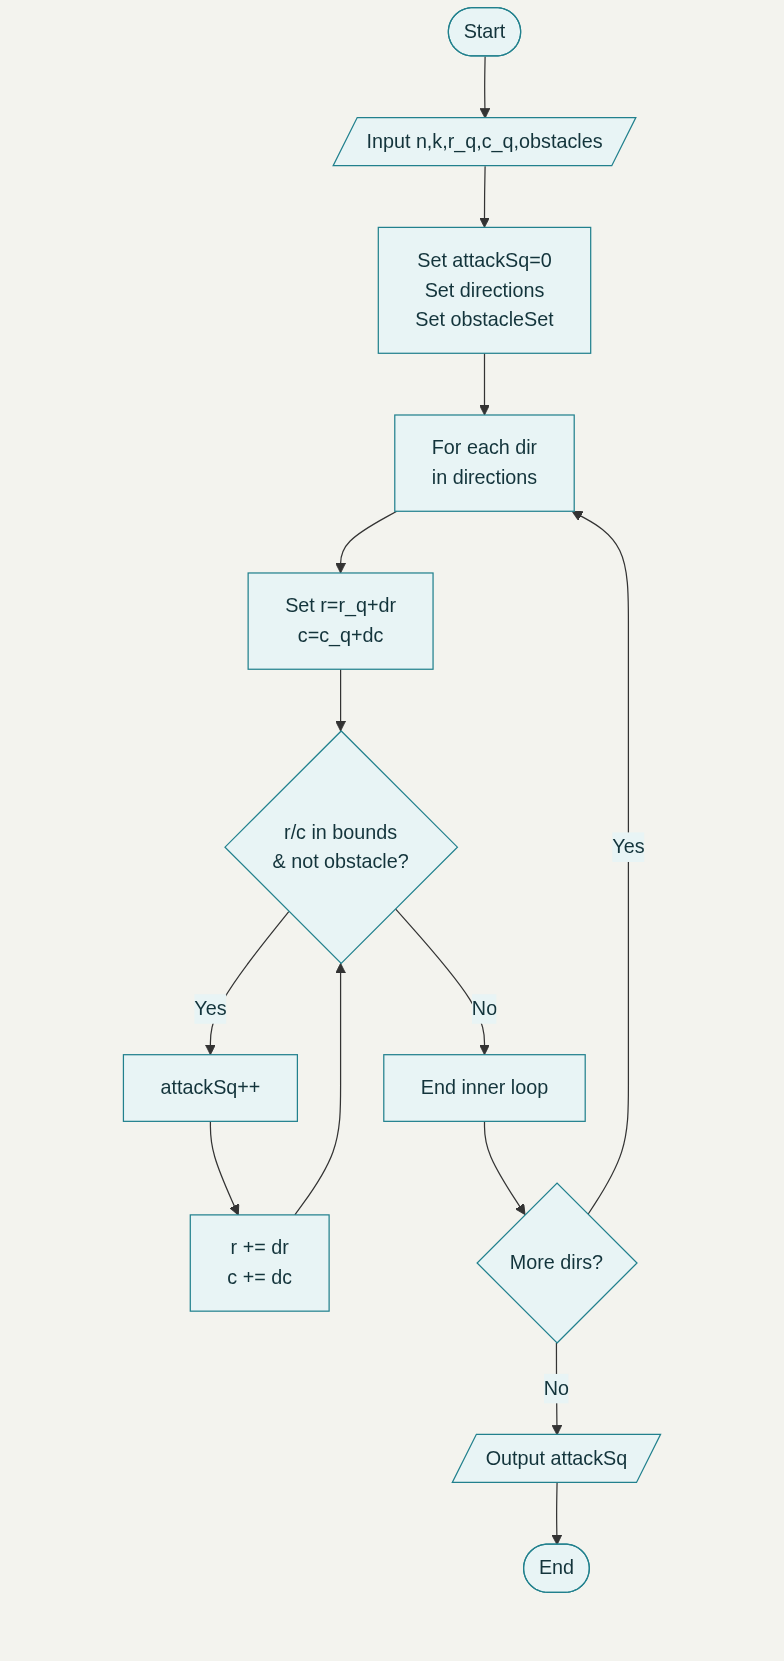 Start
Input n,k,r_q,c_q,obstacles
Set attackSq=0
Set directions
Set obstacleSet
For each dir
in directions
Set r=r_q+dr
c=c_q+dc
r/c in bounds
& not obstacle?
Yes
Yes
No
attackSq++
End inner loop
r += dr
c += dc
More dirs?
No
Output attackSq
End